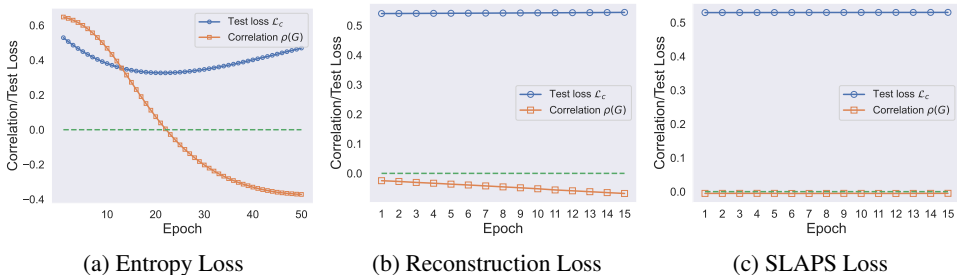 Correlation/Test Loss
0.6
0.4
0.2
0.0
−0.2
−0.4
10
20
30
40
50
Epoch
Test loss ℒc
Correlation ρ(G)
(a) Entropy Loss
Correlation/Test Loss
0.5
0.4
0.3
0.2
0.1
0.0
1 2 3 4 5 6 7 8 9 10 11 12 13 14 15
Epoch
Test loss ℒc
Correlation ρ(G)
(b) Reconstruction Loss
Correlation/Test Loss
0.5
0.4
0.3
0.2
0.1
0.0
1 2 3 4 5 6 7 8 9 10 11 12 13 14 15
Epoch
Test loss ℒc
Correlation ρ(G)
(c) SLAPS Loss